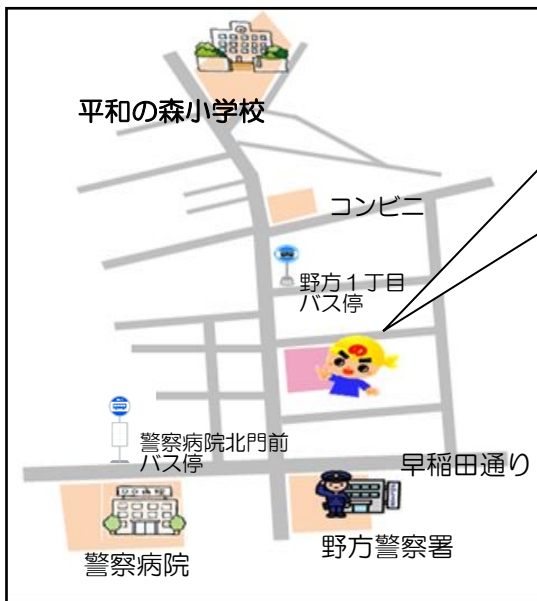 平和の森小学校
コンビニ
野方１丁目
バス停
の
警察病院北門前
バス停
早稲田通り
野方警察署
警察病院